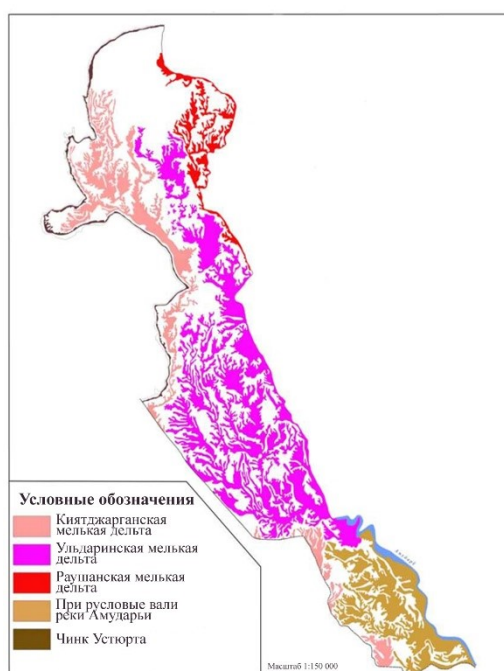 Условные обозначения
Киятджарганская
мелькая дельта
Ульдаринская мелькая
дельта
Раушанская мелькая
дельта
При русловые вали
реки Амударьи
Чинк Устюрта
Масштаб 1:150 000